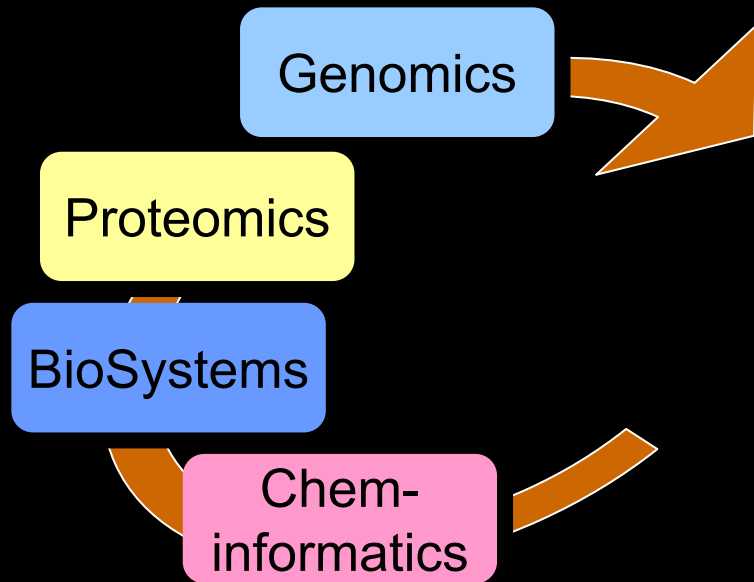 Genomics
Proteomics
BioSystems
Chem-
informatics